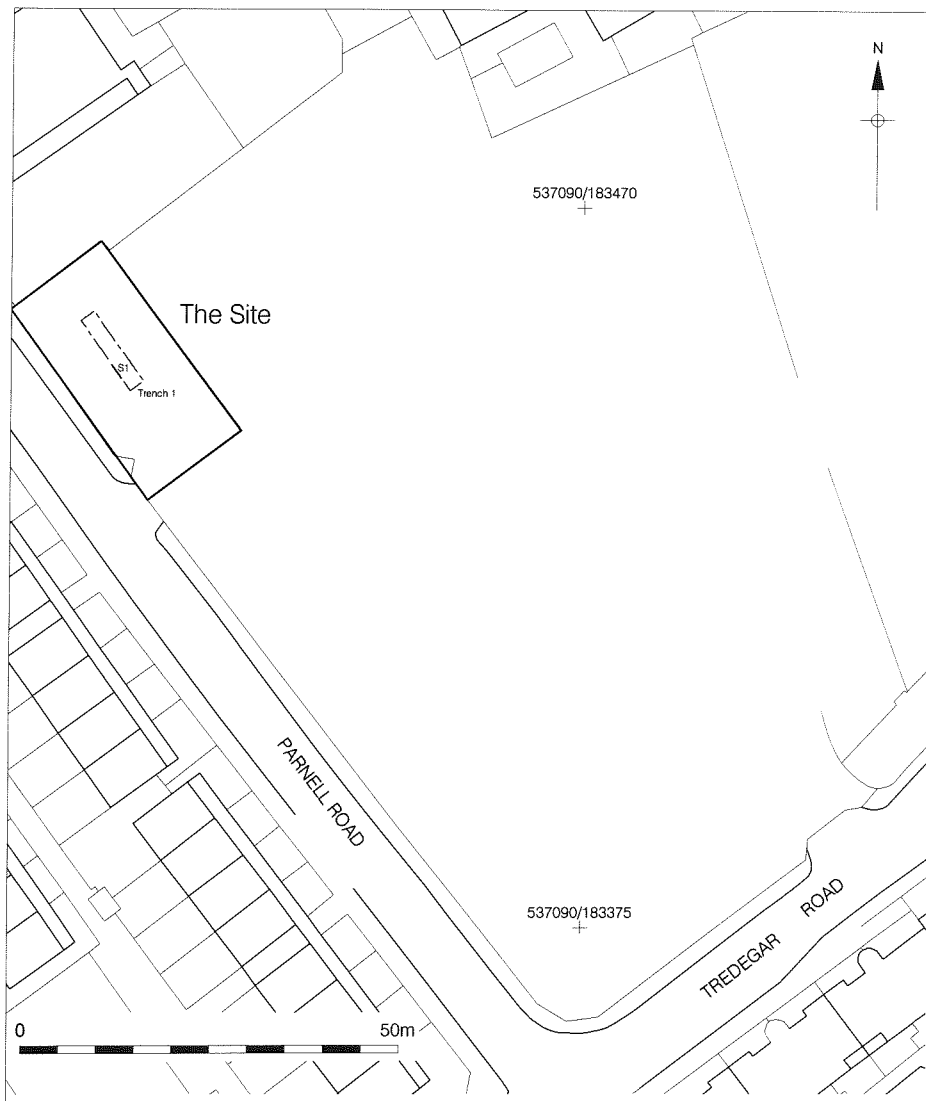 N
537090/183470
The Site
S1
Trench 1
PARNELL ROAD
537090/183375
TREDEGAR ROAD
0 50m